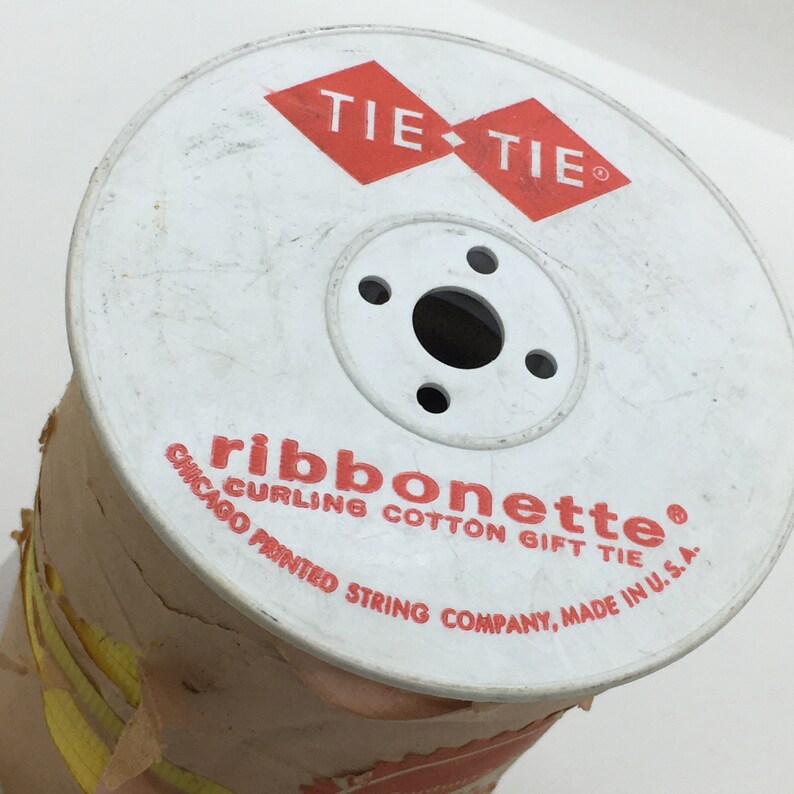 TIE·TIE®
ribbonette®
CURLING COTTON GIFT TIE
CHICAGO PRINTED STRING COMPANY, MADE IN U.S.A.